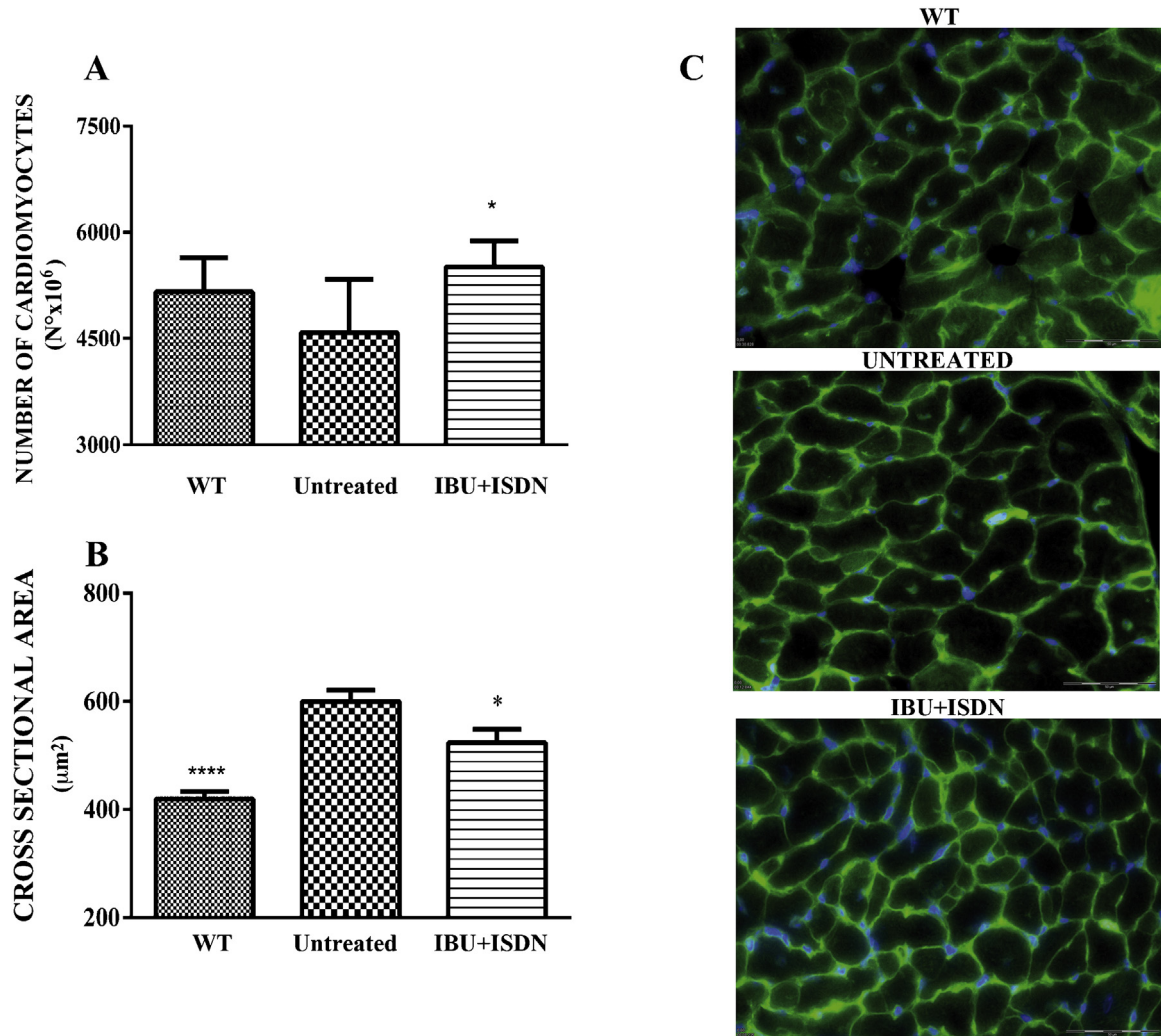 A
NUMBER OF CARDIOMYOCYTES
(N°x10⁶)
7500
6000
4500
3000
*
WT
Untreated
IBU+ISDN
B
CROSS SECTIONAL AREA
(µm²)
800
600
400
200
****
*
WT
Untreated
IBU+ISDN
C
WT
UNTREATED
IBU+ISDN